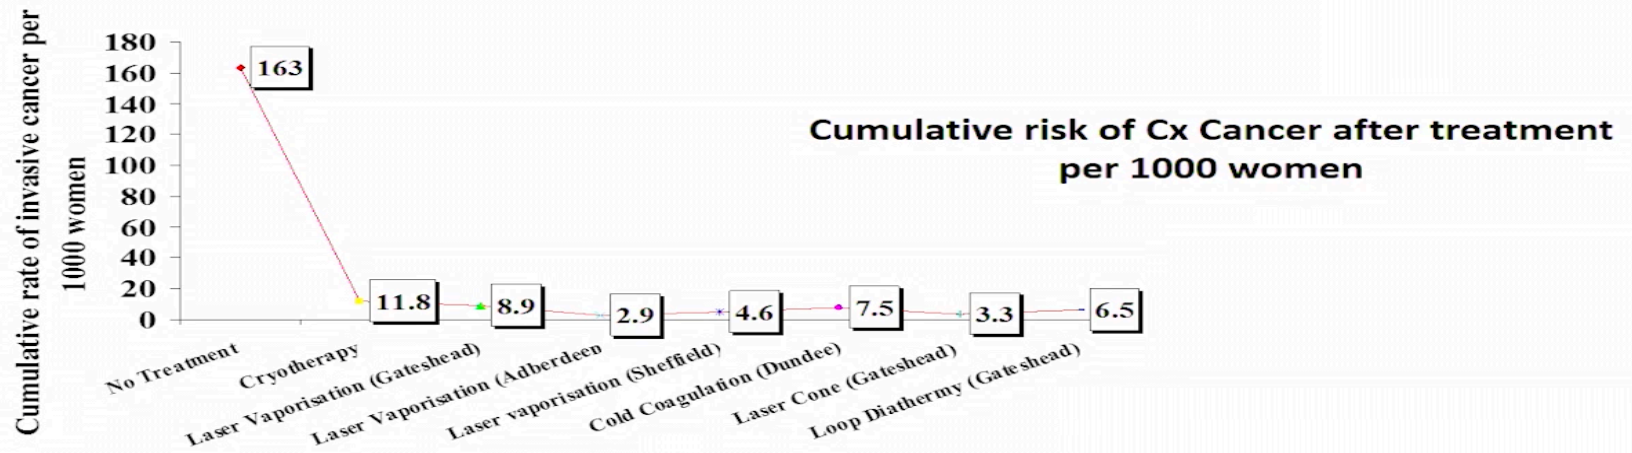 Cumulative rate of invasive cancer per
1000 women
180
160
140
120
100
80
60
40
20
0
163
11.8
8.9
2.9
4.6
7.5
3.3
6.5
Cumulative risk of Cx Cancer after treatment
per 1000 women
No Treatment
Cryotherapy
Laser Vaporisation (Gateshead)
Laser Vaporisation (Adberdeen
Laser vaporisation (Sheffield)
Cold Coagulation (Dundee)
Laser Cone (Gateshead)
Loop Diathermy (Gateshead)